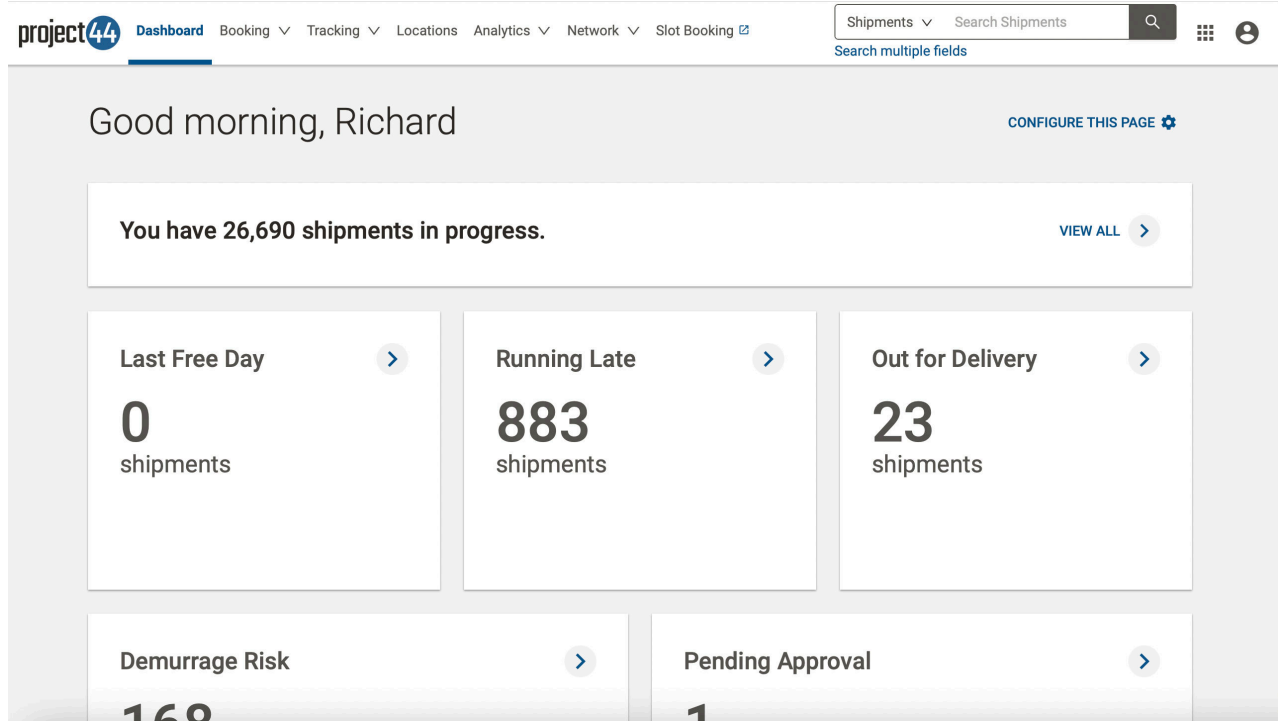 project44 Dashboard Booking Tracking Locations Analytics Network Slot Booking Shipments Search Shipments
Search multiple fields
Good morning, Richard
CONFIGURE THIS PAGE
You have 26,690 shipments in progress.
VIEW ALL
Last Free Day
0
shipments
Running Late
883
shipments
Out for Delivery
23
shipments
Demurrage Risk
168
Pending Approval
1